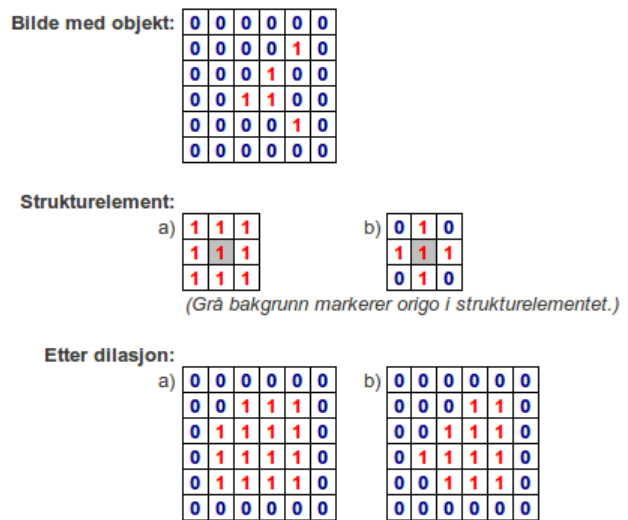 Bilde med objekt:
0 0 0 0 0 0
0 0 0 0 1 0
0 0 0 1 0 0
0 0 1 1 0 0
0 0 0 0 1 0
0 0 0 0 0 0
Strukturelement:
a) 1 1 1
1 1 1
1 1 1
b) 0 1 0
1 1 1
0 1 0
(Grå bakgrunn markerer origo i strukturelementet.)
Etter dilasjon:
a) 0 0 0 0 0 0
0 0 1 1 1 0
0 1 1 1 1 0
0 1 1 1 1 0
0 1 1 1 1 0
0 0 0 0 0 0
b) 0 0 0 0 0 0
0 0 0 1 1 0
0 0 1 1 1 0
0 1 1 1 1 0
0 0 1 1 1 0
0 0 0 0 0 0